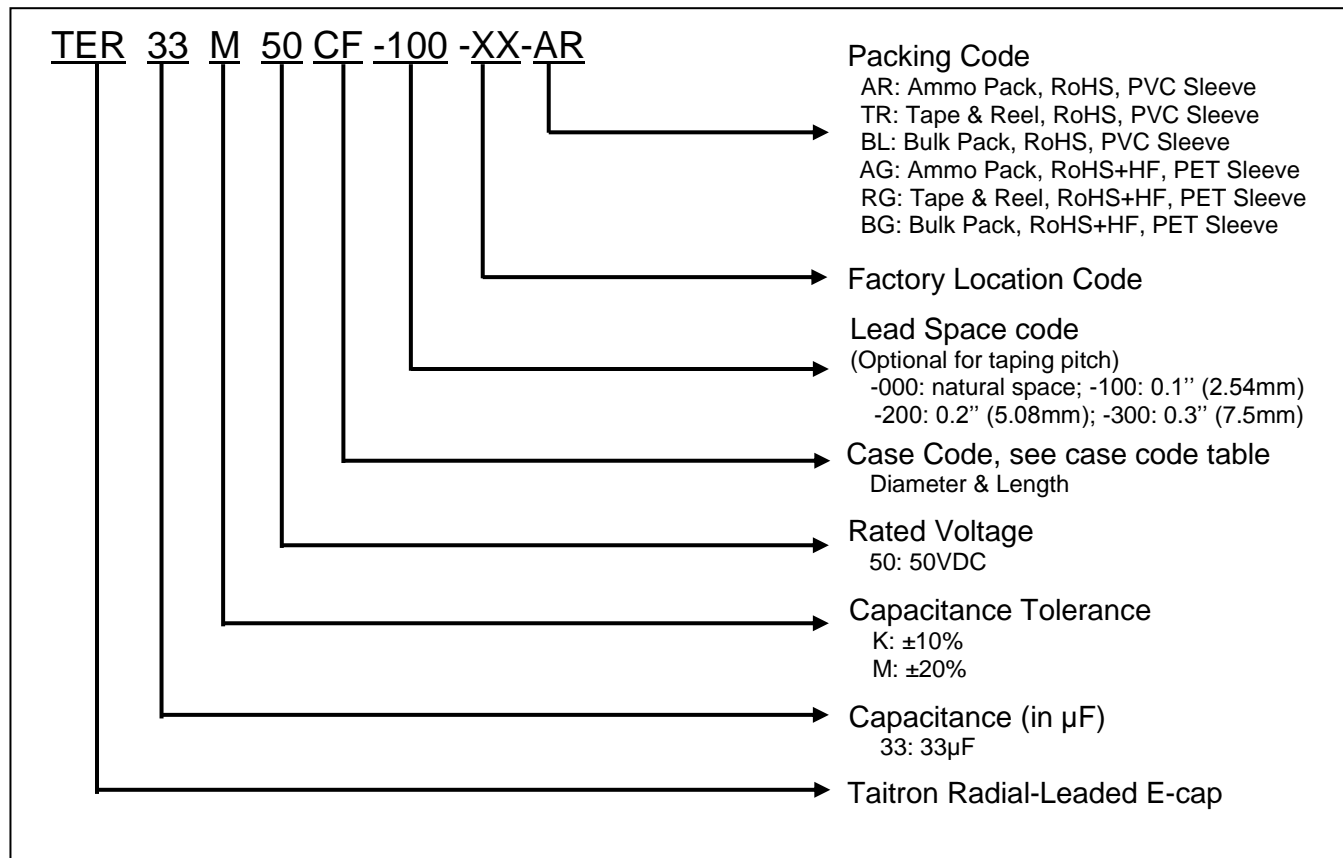 TER 33 M 50 CF -100 -XX-AR
Packing Code
AR: Ammo Pack, RoHS, PVC Sleeve
TR: Tape & Reel, RoHS, PVC Sleeve
BL: Bulk Pack, RoHS, PVC Sleeve
AG: Ammo Pack, RoHS+HF, PET Sleeve
RG: Tape & Reel, RoHS+HF, PET Sleeve
BG: Bulk Pack, RoHS+HF, PET Sleeve
Factory Location Code
Lead Space code
(Optional for taping pitch)
-000: natural space; -100: 0.1’’ (2.54mm)
-200: 0.2’’ (5.08mm); -300: 0.3’’ (7.5mm)
Case Code, see case code table
Diameter & Length
Rated Voltage
50: 50VDC
Capacitance Tolerance
K: ±10%
M: ±20%
Capacitance (in µF)
33: 33µF
Taitron Radial-Leaded E-cap